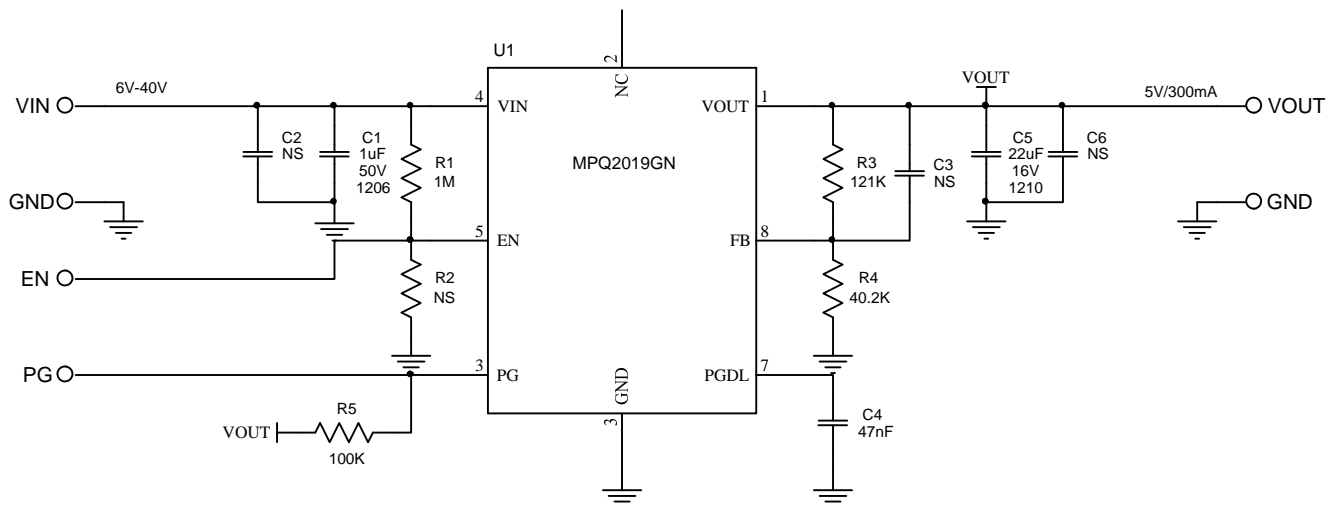 U1
2
NC
VIN
6V-40V
4
VIN
VOUT
1
VOUT
5V/300mA
VOUT
C2
NS
C1
1uF
50V
1206
R1
1M
MPQ2019GN
R3
121K
C3
NS
C5
22uF
16V
1210
C6
NS
GND
GND
5
EN
FB
8
EN
R2
NS
R4
40.2K
PG
3
PG
PGDL
7
GND
3
R5
VOUT
100K
C4
47nF